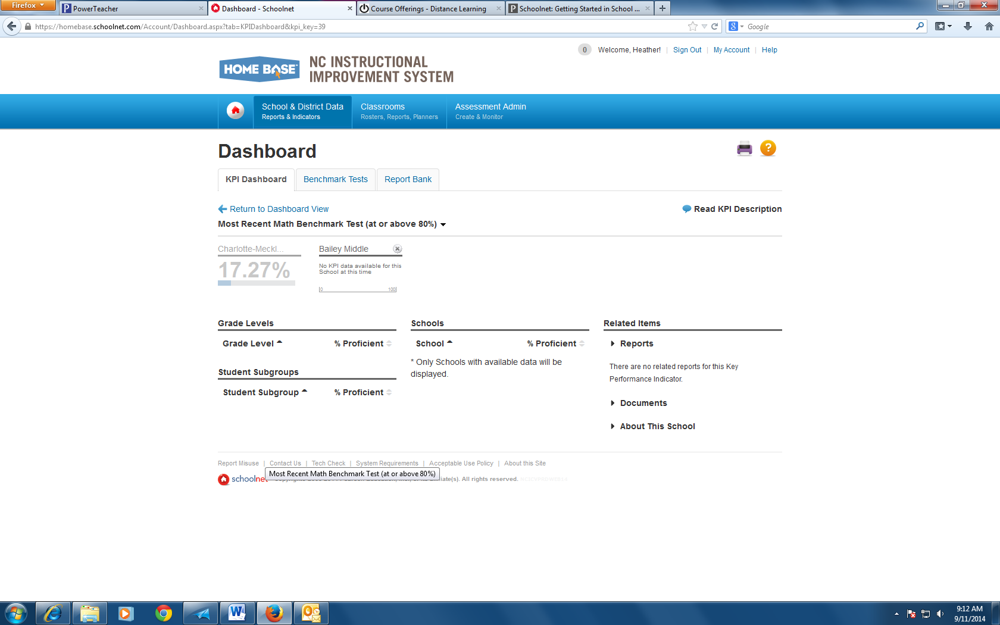 Firefox
PowerTeacher
Dashboard - Schoolnet
Course Offerings - Distance Learning
Schoolnet: Getting Started in School ...
https://homebase.schoolnet.com/Account/Dashboard.aspx?tab=KPIDashboard&kpi_key=39
Google
0 Welcome, Heather! | Sign Out | My Account | Help
HOME BASE
NC INSTRUCTIONAL
IMPROVEMENT SYSTEM
School & District Data
Reports & Indicators
Classrooms
Rosters, Reports, Planners
Assessment Admin
Create & Monitor
Dashboard
?
KPI Dashboard
Benchmark Tests
Report Bank
Return to Dashboard View
Read KPI Description
Most Recent Math Benchmark Test (at or above 80%)
Charlotte-Meckl...
17.27%
Bailey Middle
No KPI data available for this
School at this time
0 100
Grade Levels
Grade Level % Proficient
Student Subgroups
Student Subgroup % Proficient
Schools
School % Proficient
* Only Schools with available data will be
displayed.
Related Items
Reports
There are no related reports for this Key
Performance Indicator.
Documents
About This School
Report Misuse | Contact Us | Tech Check | System Requirements | Acceptable Use Policy | About this Site
Most Recent Math Benchmark Test (at or above 80%)
schoolnet
All rights reserved.
9:12 AM
9/11/2014